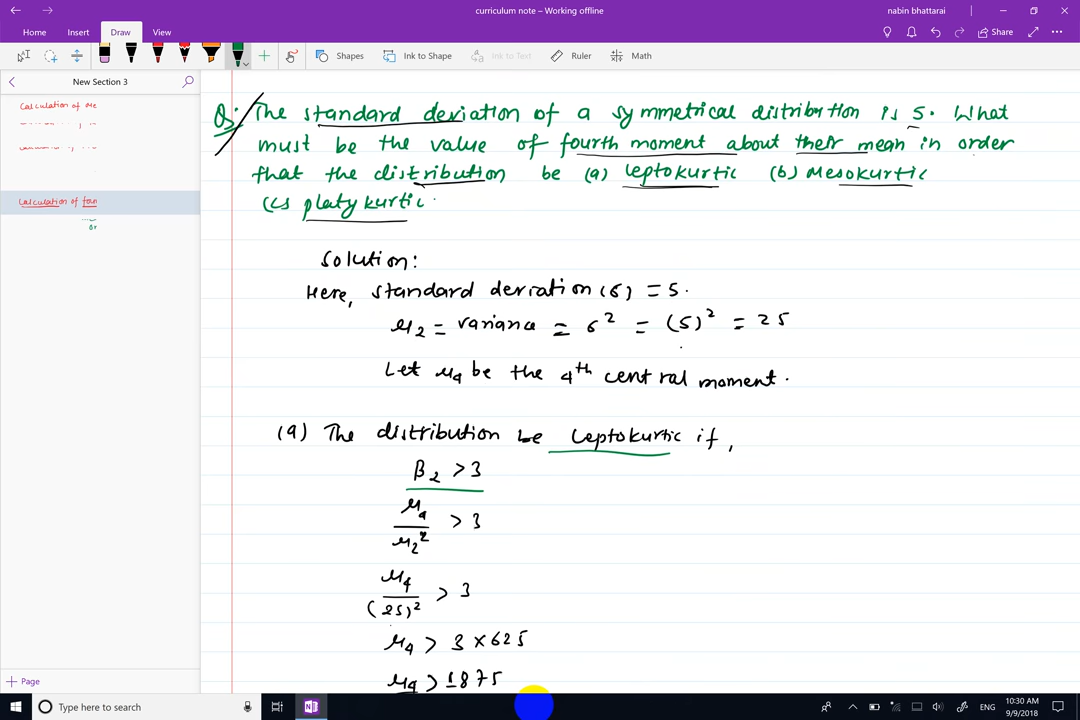 curriculum note – Working offline
nabin bhattarai
Home Insert Draw View
Share
Shapes Ink to Shape Ink to Text Ruler Math
New Section 3
Calculation of
Calculation of
Q: The standard deviation of a symmetrical distribution is 5. What
must be the value of fourth moment about their mean in order
that the distribution be (a) leptokurtic (b) mesokurtic
(c) platykurtic.
Solution:
Here, standard deviation (σ) = 5.
μ₂ = variance = σ² = (5)² = 25
Let μ₄ be the 4th central moment.
(a) The distribution be leptokurtic if,
β₂ > 3
μ₄/μ₂² > 3
μ₄/(25)² > 3
μ₄ > 3 × 625
μ₄ > 1875
+ Page
Type here to search
ENG
10:30 AM
9/9/2018